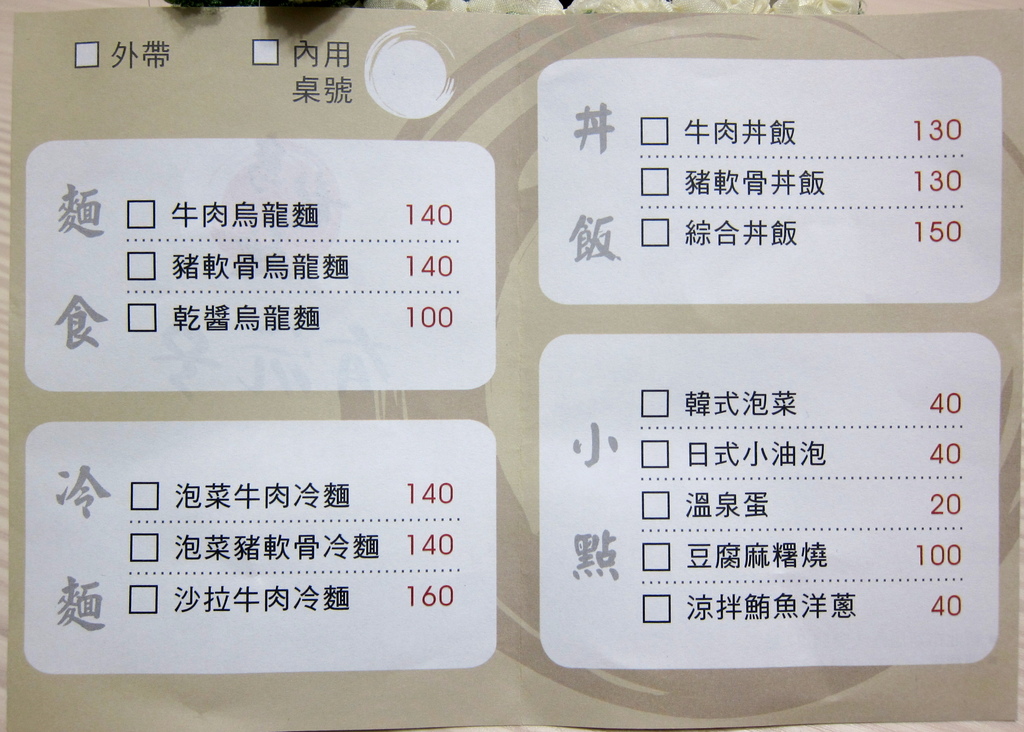 外帶
內用
桌號
麵食
牛肉烏龍麵 140
豬軟骨烏龍麵 140
乾醬烏龍麵 100
冷麵
泡菜牛肉冷麵 140
泡菜豬軟骨冷麵 140
沙拉牛肉冷麵 160
丼飯
牛肉丼飯 130
豬軟骨丼飯 130
綜合丼飯 150
小點
韓式泡菜 40
日式小油泡 40
溫泉蛋 20
豆腐麻糬燒 100
涼拌鮪魚洋蔥 40